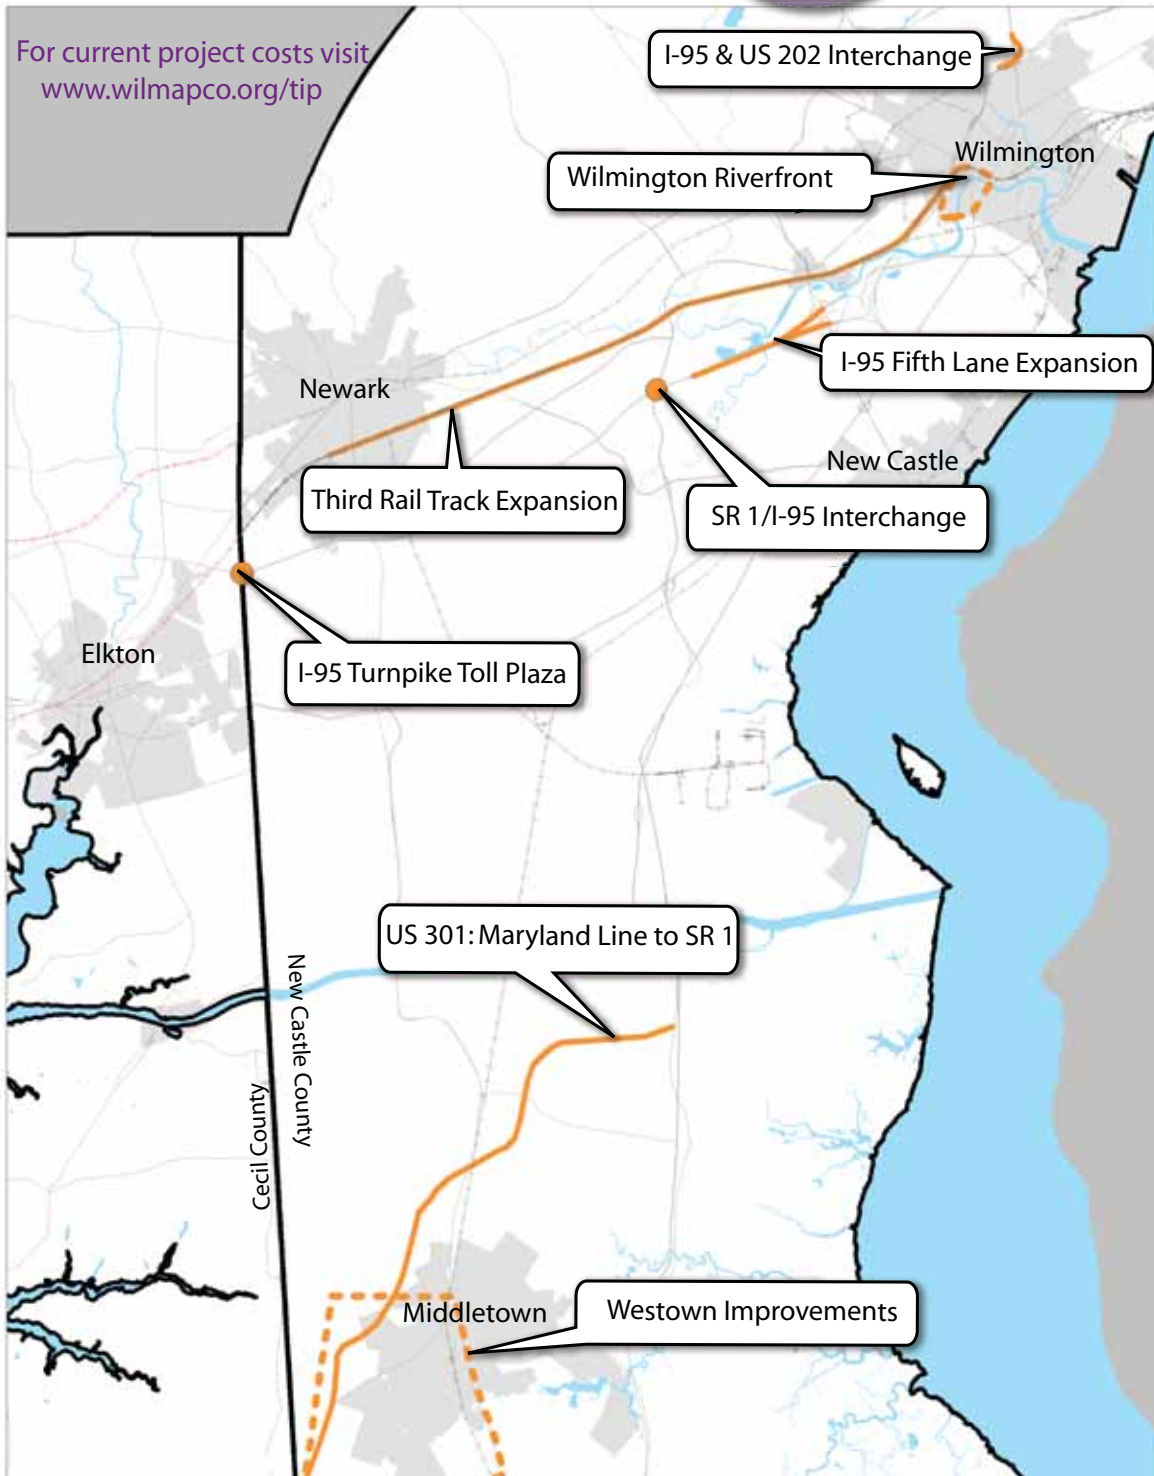 For current project costs visit
www.wilmapco.org/tip
I-95 & US 202 Interchange
Wilmington
Wilmington Riverfront
I-95 Fifth Lane Expansion
Newark
New Castle
Third Rail Track Expansion
SR 1/I-95 Interchange
Elkton
I-95 Turnpike Toll Plaza
US 301: Maryland Line to SR 1
New Castle County
Cecil County
Middletown
Westown Improvements